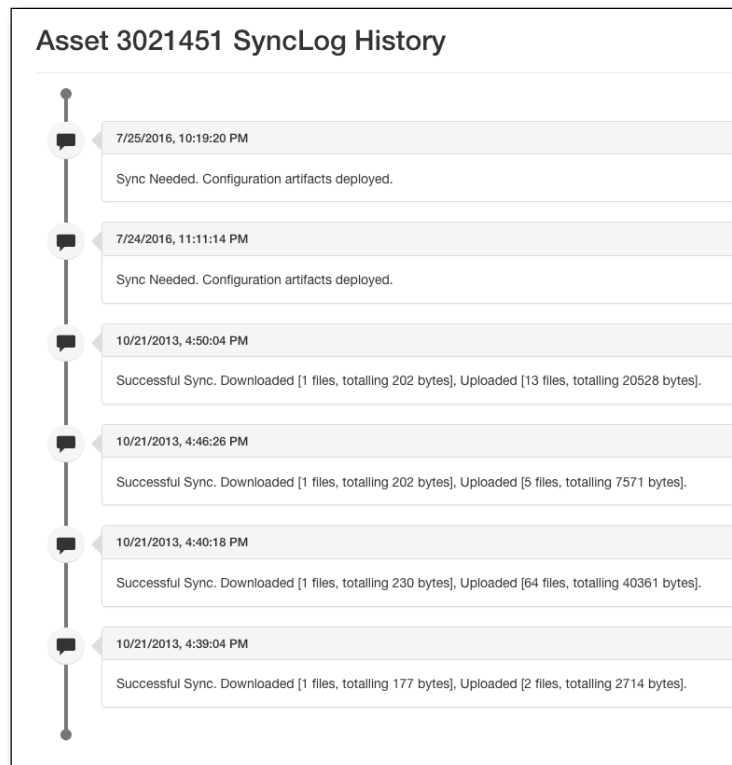 Asset 3021451 SyncLog History
7/25/2016, 10:19:20 PM
Sync Needed. Configuration artifacts deployed.
7/24/2016, 11:11:14 PM
Sync Needed. Configuration artifacts deployed.
10/21/2013, 4:50:04 PM
Successful Sync. Downloaded [1 files, totalling 202 bytes], Uploaded [13 files, totalling 20528 bytes].
10/21/2013, 4:46:26 PM
Successful Sync. Downloaded [1 files, totalling 202 bytes], Uploaded [5 files, totalling 7571 bytes].
10/21/2013, 4:40:18 PM
Successful Sync. Downloaded [1 files, totalling 230 bytes], Uploaded [64 files, totalling 40361 bytes].
10/21/2013, 4:39:04 PM
Successful Sync. Downloaded [1 files, totalling 177 bytes], Uploaded [2 files, totalling 2714 bytes].